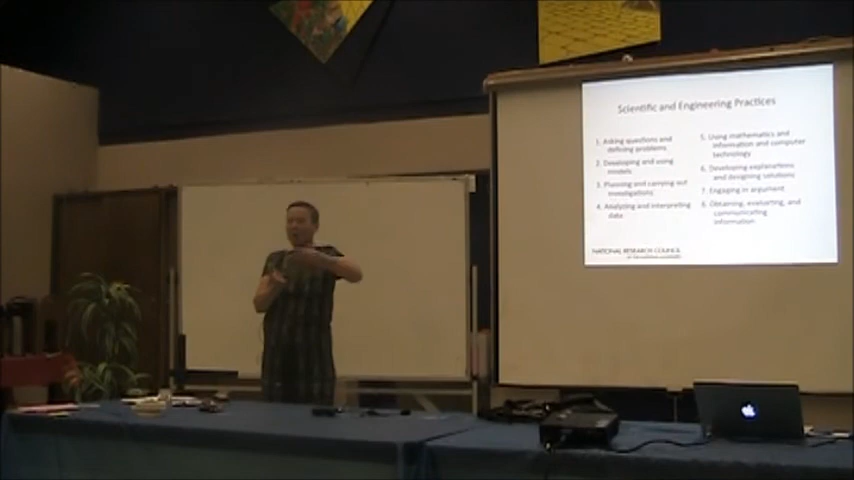 Scientific and Engineering Practices
1. Asking questions and
defining problems
2. Developing and using
models
3. Planning and carrying out
investigations
4. Analyzing and interpreting
data
5. Using mathematics and
information and computer
technology
6. Developing explanations
and designing solutions
7. Engaging in argument
8. Obtaining, evaluating, and
communicating
information
NATIONAL RESEARCH COUNCIL